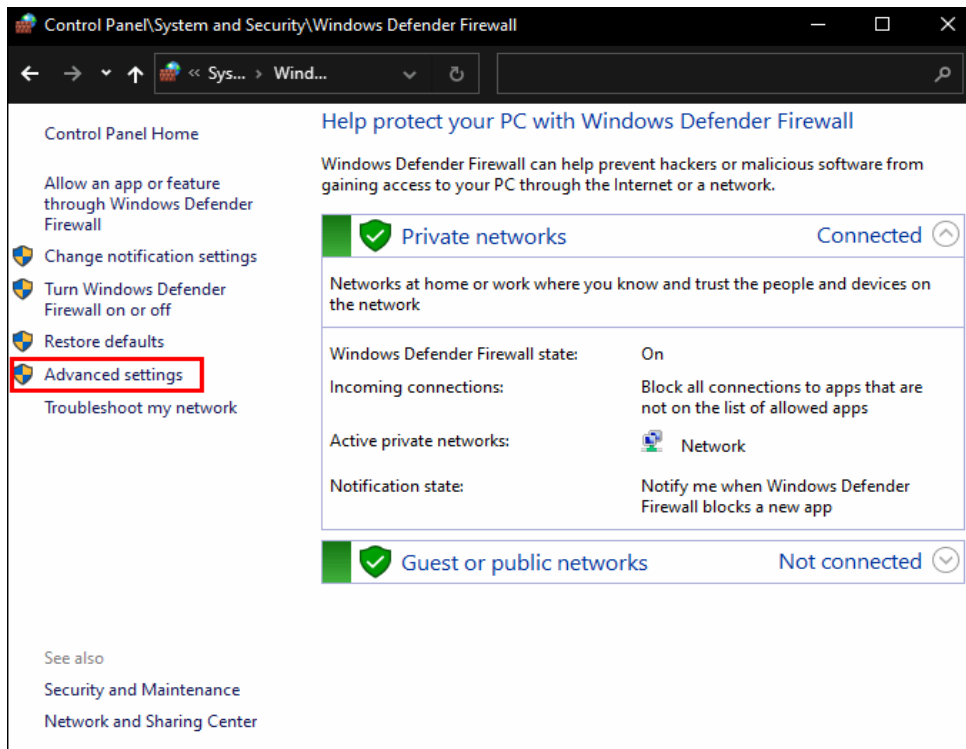 Control Panel\System and Security\Windows Defender Firewall
« Sys... › Wind...
Control Panel Home
Allow an app or feature
through Windows Defender
Firewall
Change notification settings
Turn Windows Defender
Firewall on or off
Restore defaults
Advanced settings
Troubleshoot my network
Help protect your PC with Windows Defender Firewall
Windows Defender Firewall can help prevent hackers or malicious software from
gaining access to your PC through the Internet or a network.
Private networks Connected
Networks at home or work where you know and trust the people and devices on
the network
Windows Defender Firewall state: On
Incoming connections: Block all connections to apps that are
not on the list of allowed apps
Active private networks: Network
Notification state: Notify me when Windows Defender
Firewall blocks a new app
Guest or public networks Not connected
See also
Security and Maintenance
Network and Sharing Center